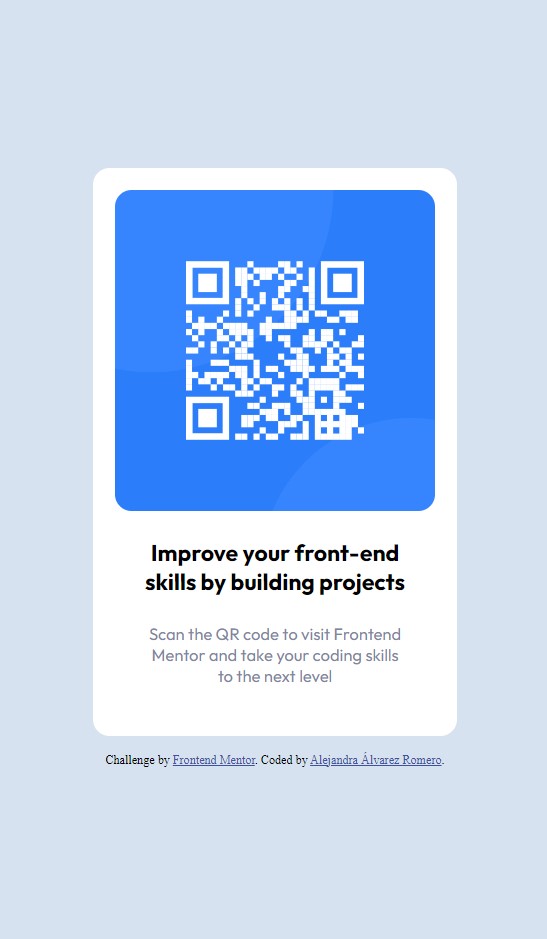 Improve your front-end
skills by building projects
Scan the QR code to visit Frontend
Mentor and take your coding skills
to the next level
Challenge by Frontend Mentor. Coded by Alejandra Álvarez Romero.